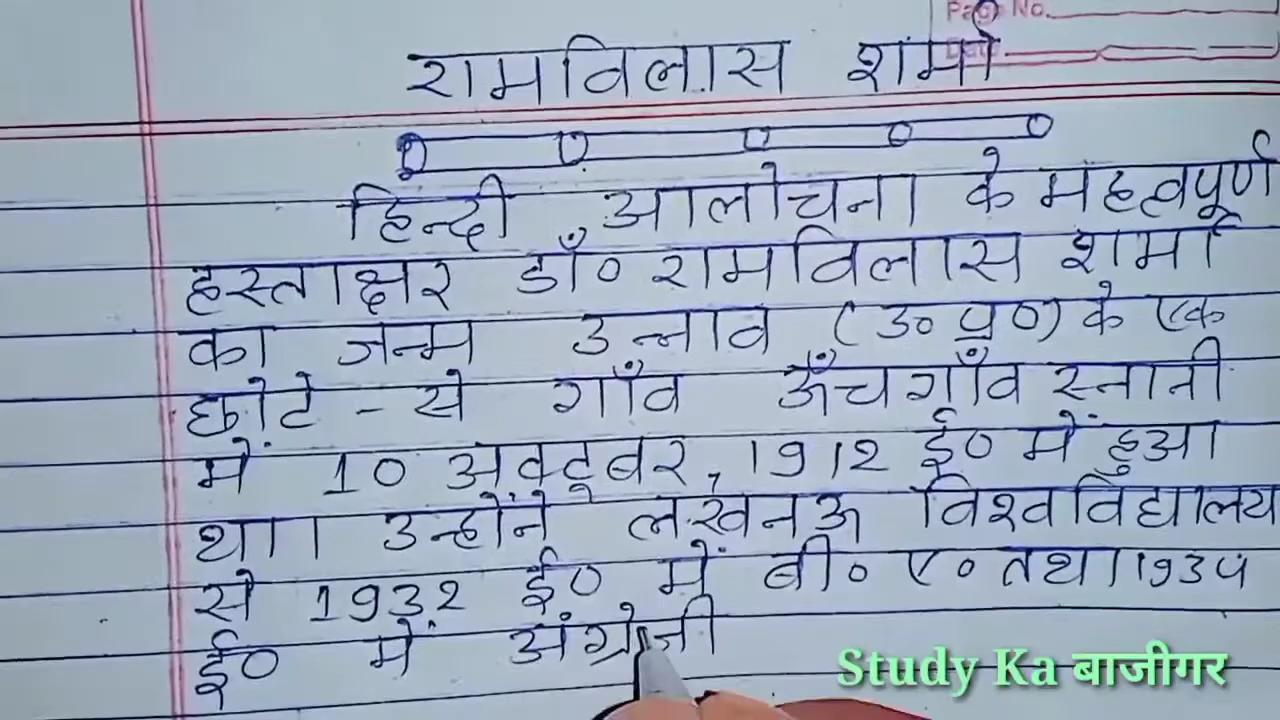 Page No.
Date
रामविलास शर्मा
हिन्दी आलोचना के महत्वपूर्ण
हस्ताक्षर डॉ० रामविलास शर्मा
का जन्म उन्नाव (उ० प्र०) के एक
छोटे - से गाँव ऊँचगाँव सानी
में 10 अक्टूबर, 1912 ई० में हुआ
था। उन्होंने लखनऊ विश्वविद्यालय
से 1932 ई० में बी० ए० तथा 1934
ई० में अंग्रेजी
Study Ka बाजीगर